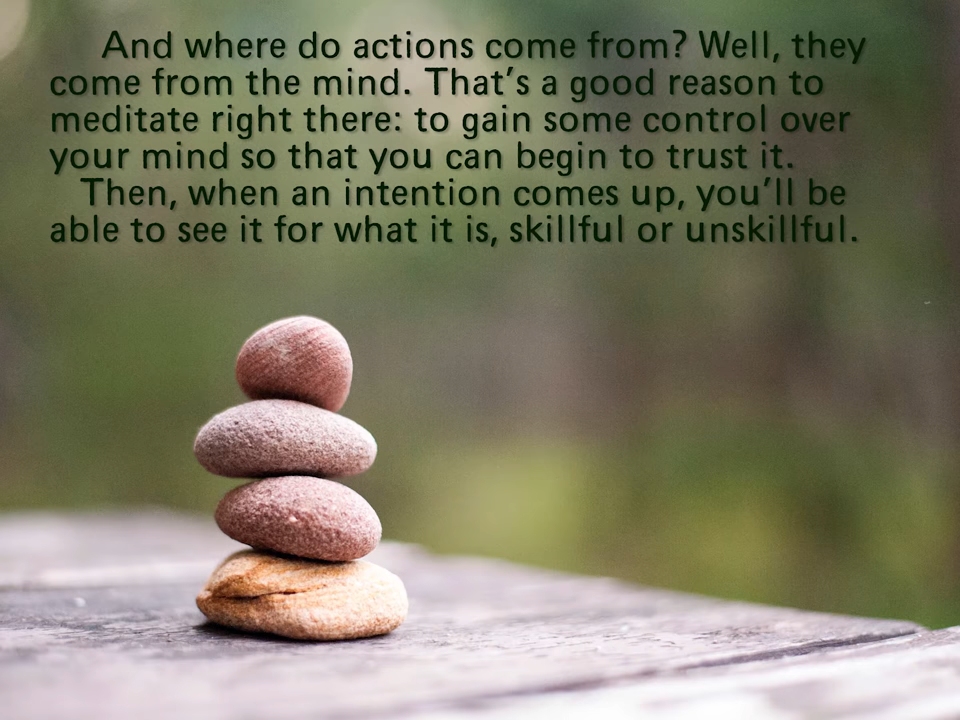 And where do actions come from? Well, they
come from the mind. That's a good reason to
meditate right there: to gain some control over
your mind so that you can begin to trust it.
Then, when an intention comes up, you'll be
able to see it for what it is, skillful or unskillful.